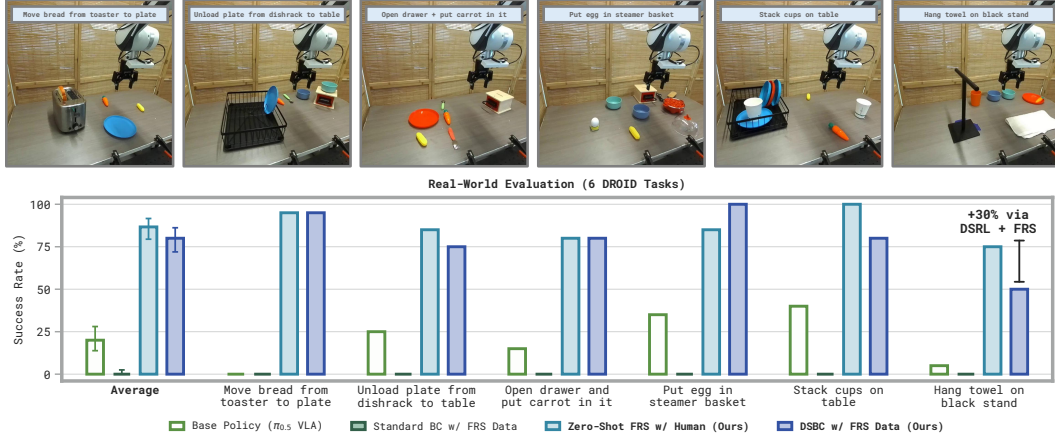 Move bread from toaster to plate
Unload plate from dishrack to table
Open drawer + put carrot in it
Put egg in steamer basket
Stack cups on table
Hang towel on black stand
Real-World Evaluation (6 DROID Tasks)
Success Rate (%)
100
75
50
25
0
+30% via
DSRL + FRS
Average
Move bread from
toaster to plate
Unload plate from
dishrack to table
Open drawer and
put carrot in it
Put egg in
steamer basket
Stack cups on
table
Hang towel on
black stand
Base Policy (π0.5 VLA)
Standard BC w/ FRS Data
Zero-Shot FRS w/ Human (Ours)
DSBC w/ FRS Data (Ours)